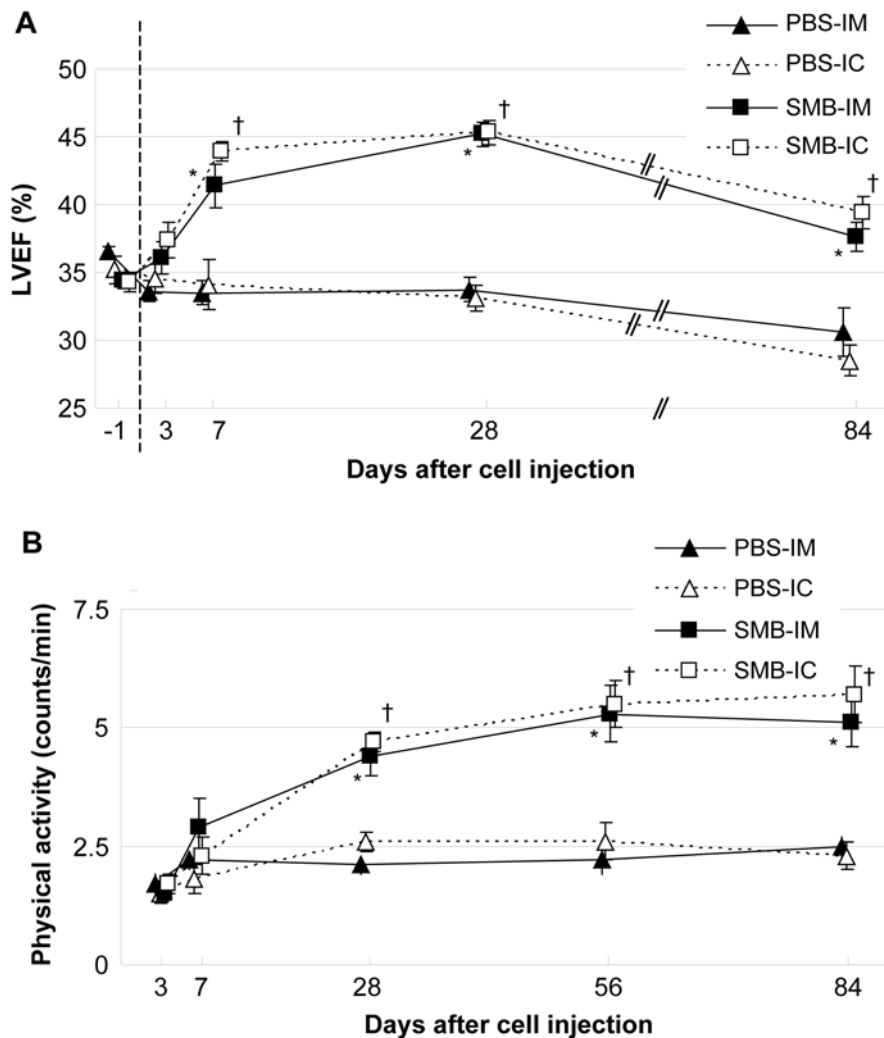 A
PBS-IM
PBS-IC
SMB-IM
SMB-IC
50
45
40
35
30
25
LVEF (%)
† † †
* * *
-1 3 7 28 84
Days after cell injection
B
PBS-IM
PBS-IC
SMB-IM
SMB-IC
7.5
5
2.5
0
Physical activity (counts/min)
† † †
* * *
3 7 28 56 84
Days after cell injection